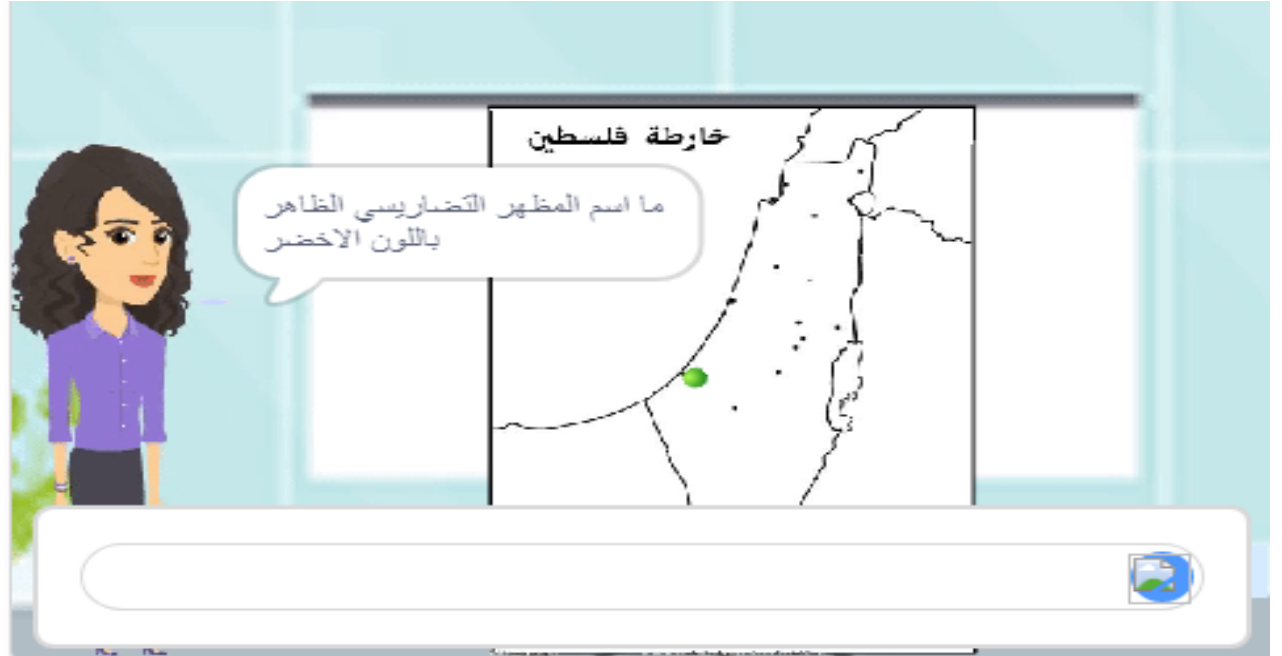 خارطة فلسطين
ما اسم المظهر التضاريسي الظاهر
باللون الاخضر